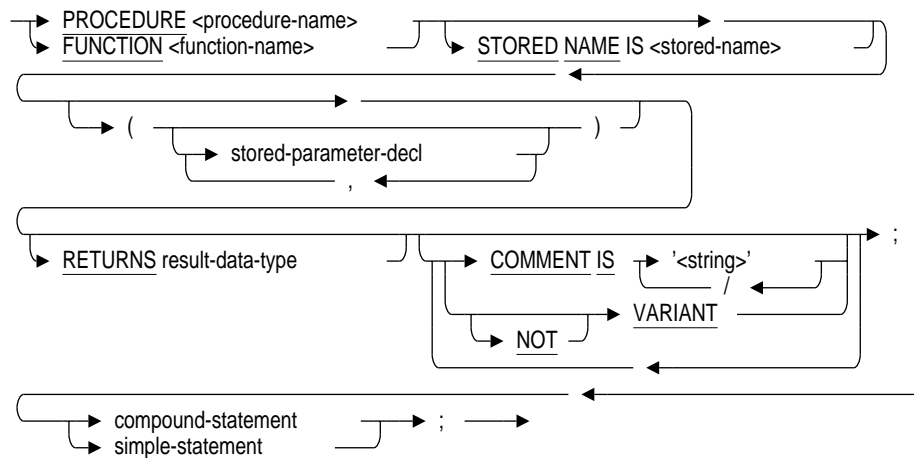 PROCEDURE <procedure-name>
FUNCTION <function-name>
STORED NAME IS <stored-name>
( )
stored-parameter-decl
,
RETURNS result-data-type
COMMENT IS '<string>'
/
NOT VARIANT
;
compound-statement
simple-statement
;